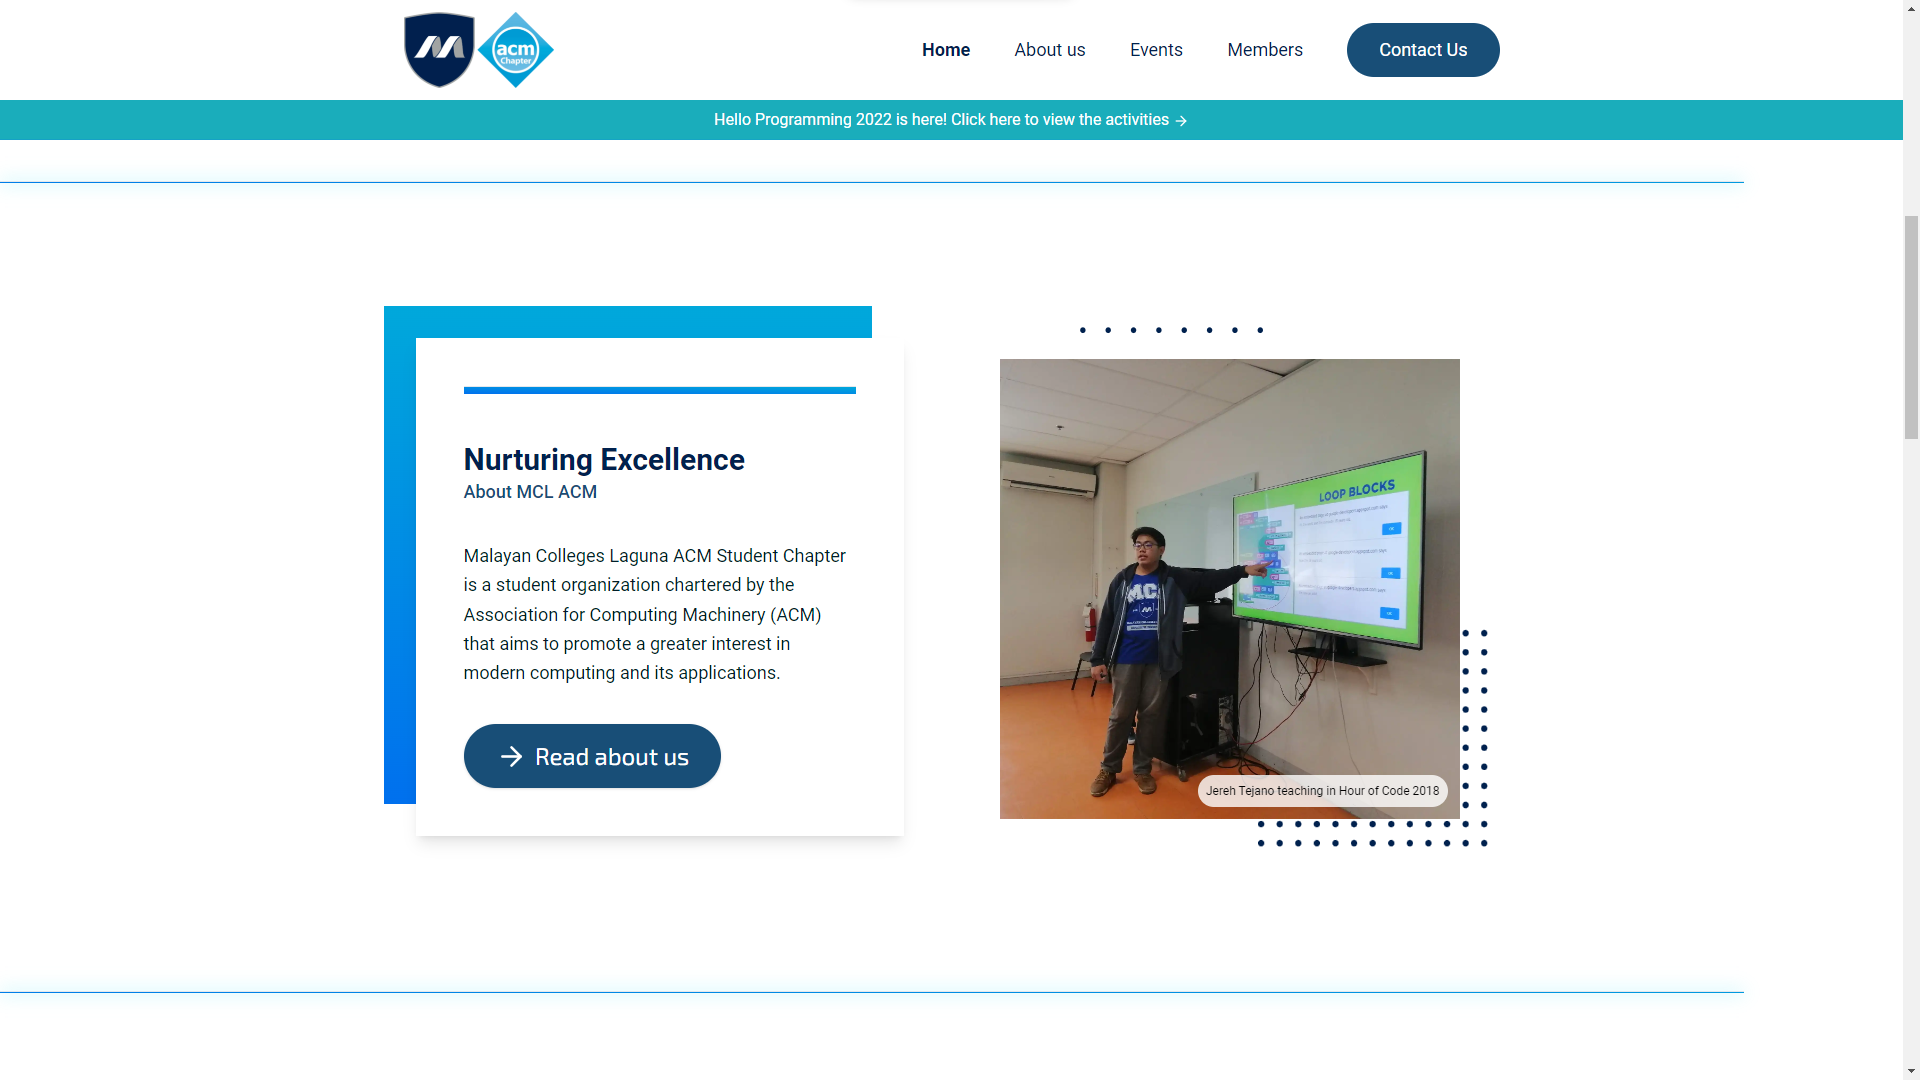 acm
Chapter
Home
About us
Events
Members
Contact Us
Hello Programming 2022 is here! Click here to view the activities →
Nurturing Excellence
About MCL ACM
Malayan Colleges Laguna ACM Student Chapter
is a student organization chartered by the
Association for Computing Machinery (ACM)
that aims to promote a greater interest in
modern computing and its applications.
→ Read about us
LOOP BLOCKS
MCL
Jereh Tejano teaching in Hour of Code 2018